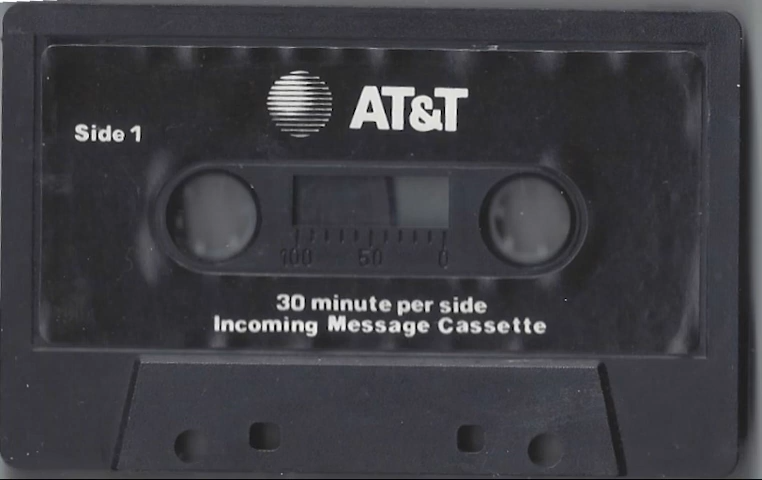 AT&T
Side 1
100 50 0
30 minute per side
Incoming Message Cassette